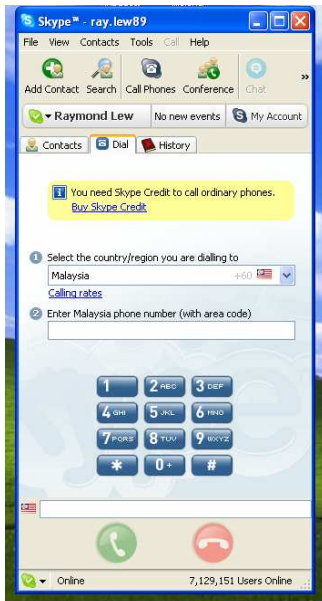 Skype™ - ray.lew89
File View Contacts Tools Call Help
Add Contact Search Call Phones Conference Chat »
Raymond Lew No new events My Account
Contacts Dial History
You need Skype Credit to call ordinary phones.
Buy Skype Credit
1 Select the country/region you are dialling to
Malaysia +60
Calling rates
2 Enter Malaysia phone number (with area code)
1 2 ABC 3 DEF
4 GHI 5 JKL 6 MNO
7 PQRS 8 TUV 9 WXYZ
* 0 + #
Online 7,129,151 Users Online